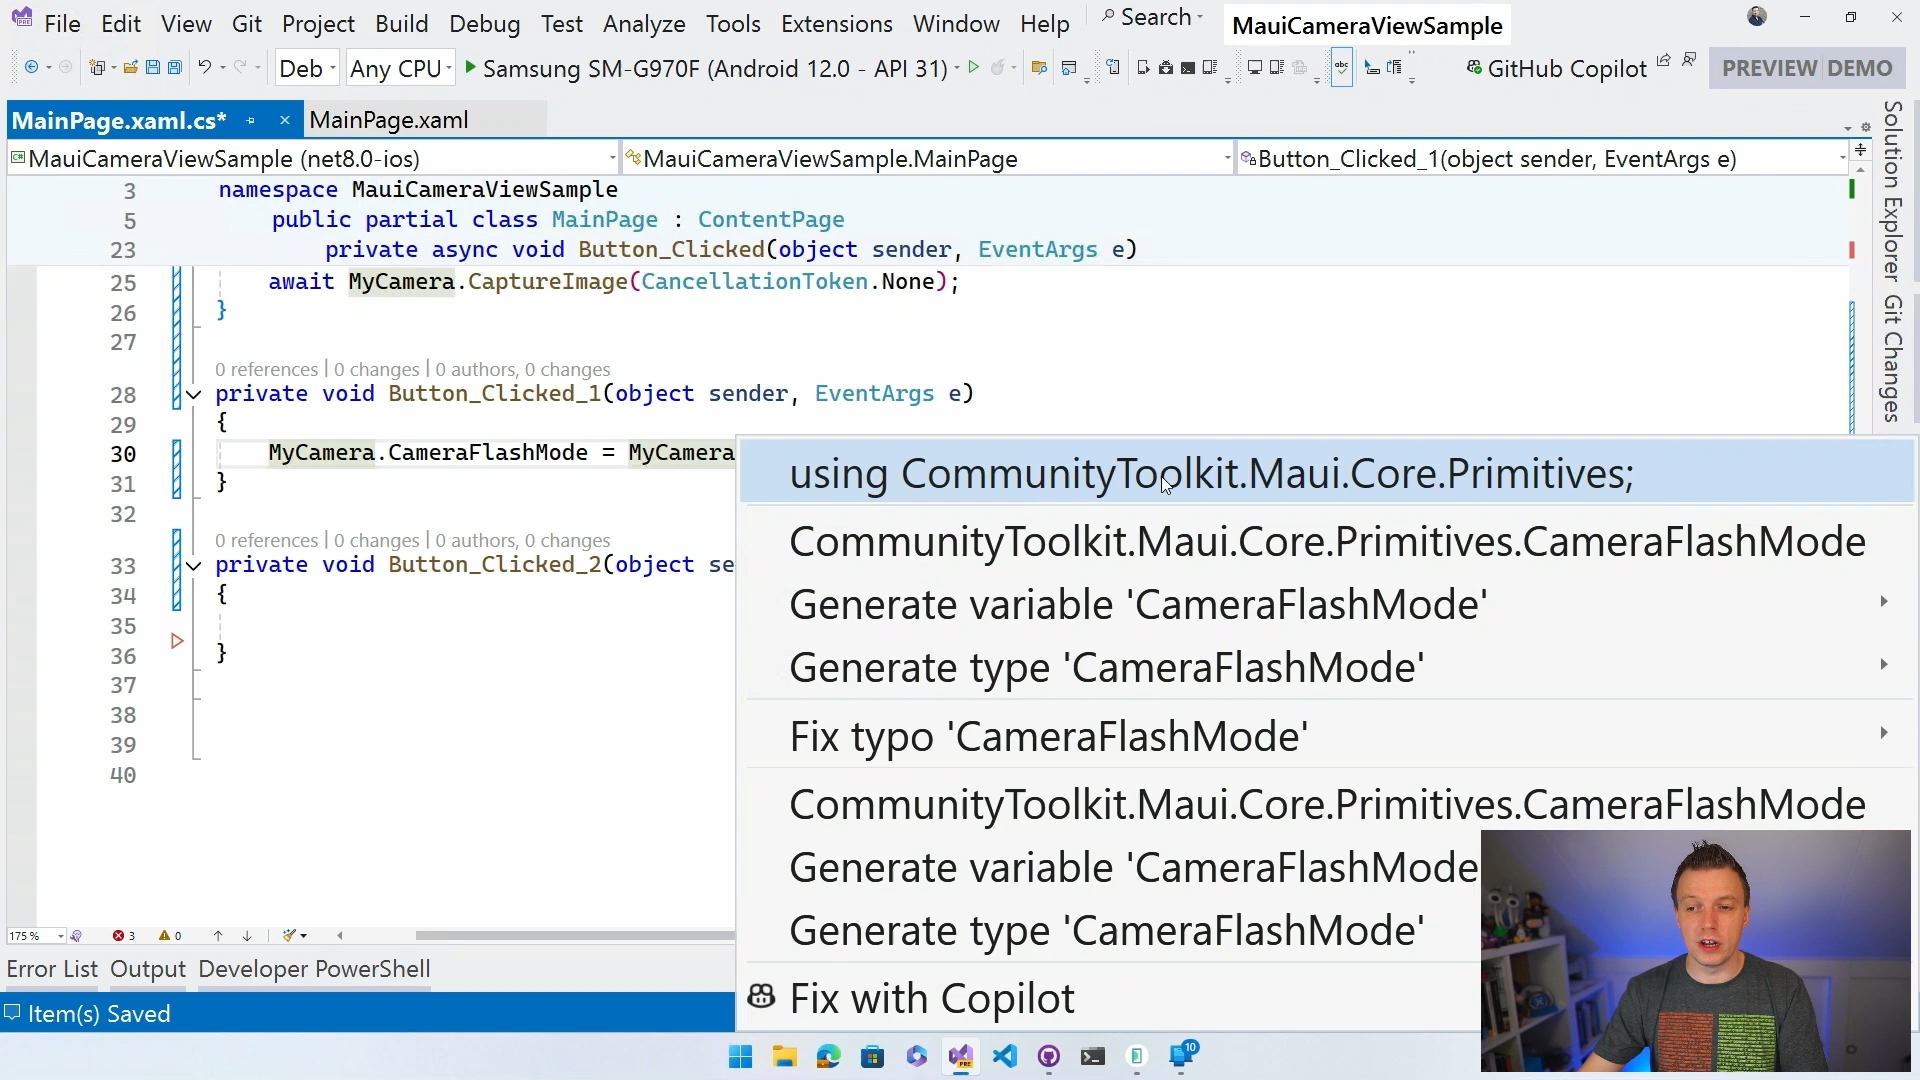 File Edit View Git Project Build Debug Test Analyze Tools Extensions Window Help Search MauiCameraViewSample
Deb Any CPU Samsung SM-G970F (Android 12.0 - API 31) GitHub Copilot PREVIEW DEMO
MainPage.xaml.cs* MainPage.xaml
MauiCameraViewSample (net8.0-ios) MauiCameraViewSample.MainPage Button_Clicked_1(object sender, EventArgs e)
3 namespace MauiCameraViewSample
5 public partial class MainPage : ContentPage
23 private async void Button_Clicked(object sender, EventArgs e)
25 await MyCamera.CaptureImage(CancellationToken.None);
26 }
27
0 references | 0 changes | 0 authors, 0 changes
28 private void Button_Clicked_1(object sender, EventArgs e)
29 {
30 MyCamera.CameraFlashMode = MyCamera
31 }
32
0 references | 0 changes | 0 authors, 0 changes
33 private void Button_Clicked_2(object se
34 {
35
36 }
37
38
39
40
using CommunityToolkit.Maui.Core.Primitives;
CommunityToolkit.Maui.Core.Primitives.CameraFlashMode
Generate variable 'CameraFlashMode'
Generate type 'CameraFlashMode'
Fix typo 'CameraFlashMode'
CommunityToolkit.Maui.Core.Primitives.CameraFlashMode
Generate variable 'CameraFlashMode
Generate type 'CameraFlashMode'
Fix with Copilot
Solution Explorer
Git Changes
175 % 3 0
Error List Output Developer PowerShell
Item(s) Saved
10